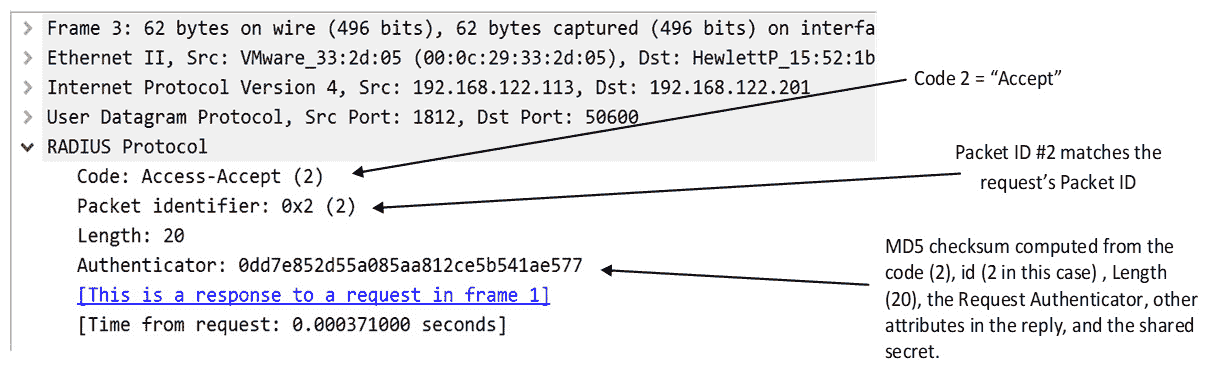 Frame 3: 62 bytes on wire (496 bits), 62 bytes captured (496 bits) on interfa
Ethernet II, Src: VMware_33:2d:05 (00:0c:29:33:2d:05), Dst: HewlettP_15:52:1b
Internet Protocol Version 4, Src: 192.168.122.113, Dst: 192.168.122.201
User Datagram Protocol, Src Port: 1812, Dst Port: 50600
RADIUS Protocol
Code: Access-Accept (2)
Packet identifier: 0x2 (2)
Length: 20
Authenticator: 0dd7e852d55a085aa812ce5b541ae577
[This is a response to a request in frame 1]
[Time from request: 0.000371000 seconds]
Code 2 = “Accept”
Packet ID #2 matches the
request’s Packet ID
MD5 checksum computed from the
code (2), id (2 in this case) , Length
(20), the Request Authenticator, other
attributes in the reply, and the shared
secret.